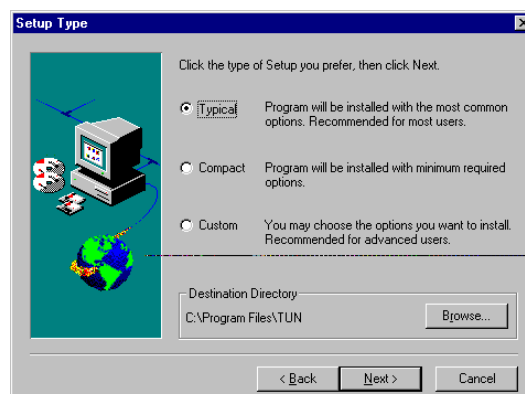 Setup Type
Click the type of Setup you prefer, then click Next.
Typical
Program will be installed with the most common
options. Recommended for most users.
Compact
Program will be installed with minimum required
options.
Custom
You may choose the options you want to install.
Recommended for advanced users.
Destination Directory
C:\Program Files\TUN
Browse...
< Back
Next >
Cancel